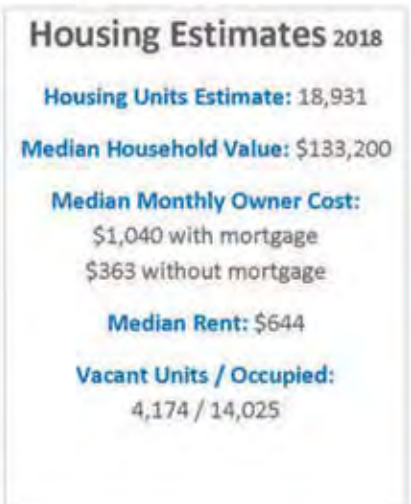 Housing Estimates 2018
Housing Units Estimate: 18,931
Median Household Value: $133,200
Median Monthly Owner Cost:
$1,040 with mortgage
$363 without mortgage
Median Rent: $644
Vacant Units / Occupied:
4,174 / 14,025